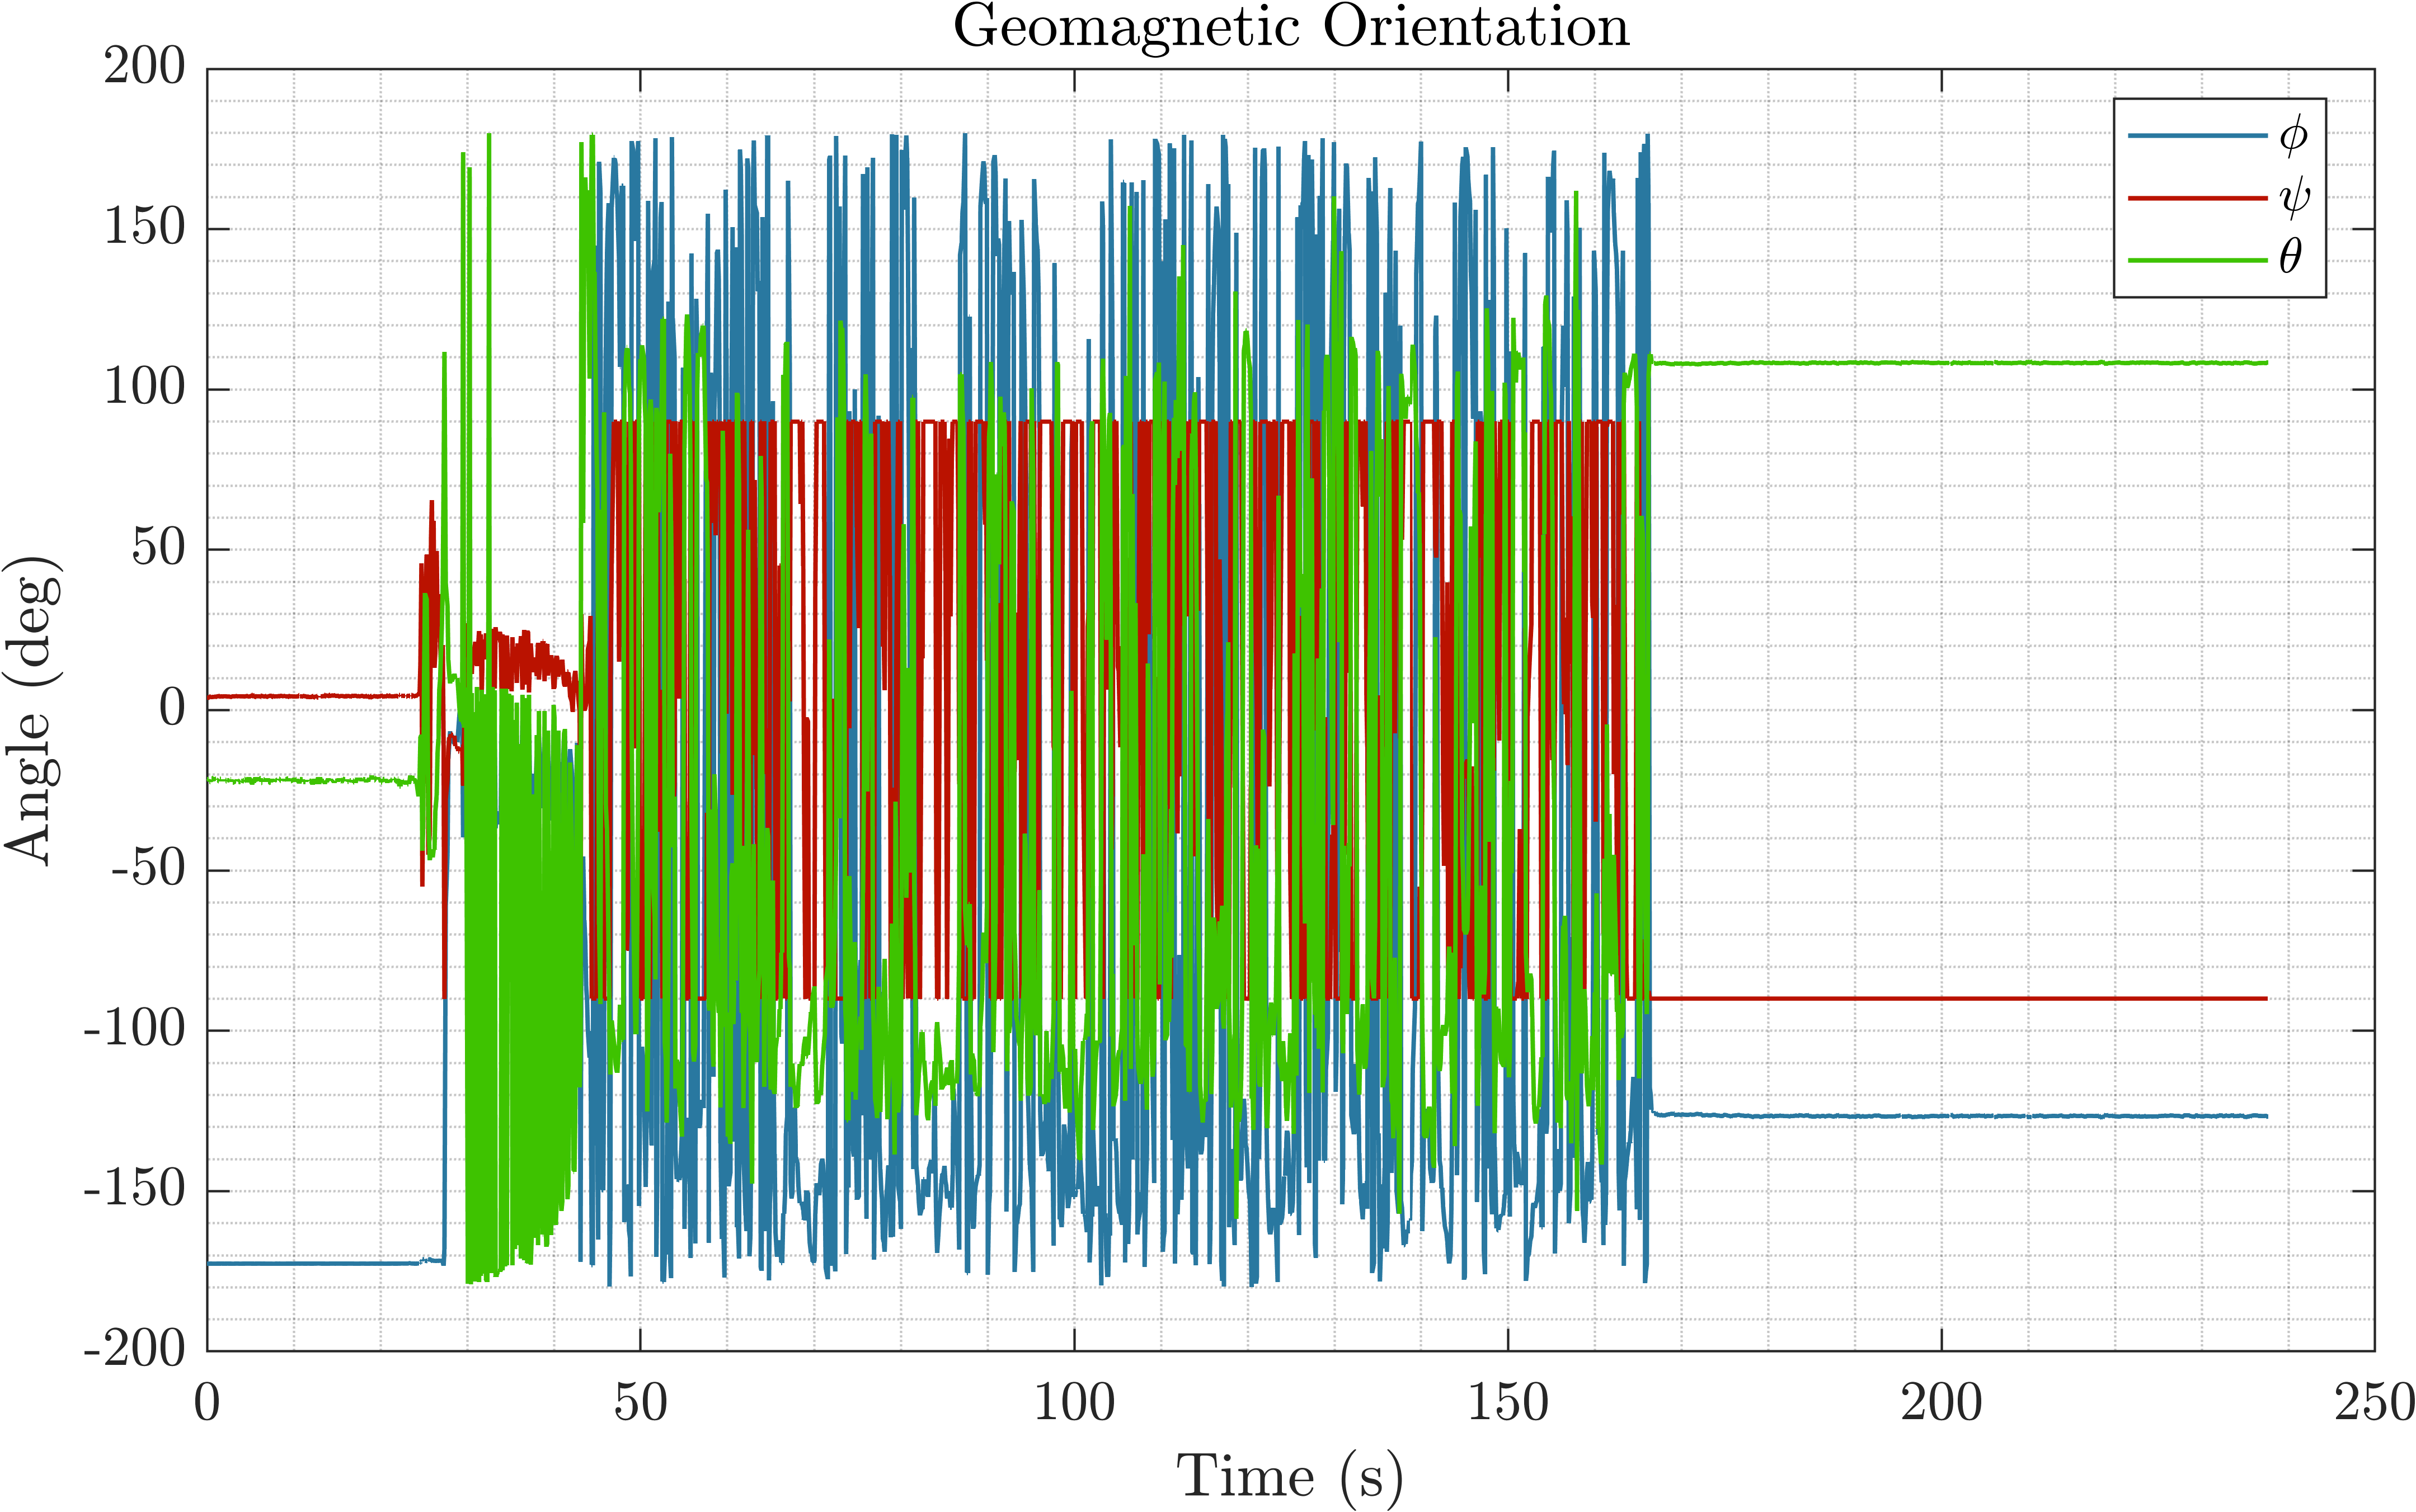 Geomagnetic Orientation
200
150
100
50
0
-50
-100
-150
-200
Angle (deg)
ϕ
ψ
θ
0 50 100 150 200 250
Time (s)